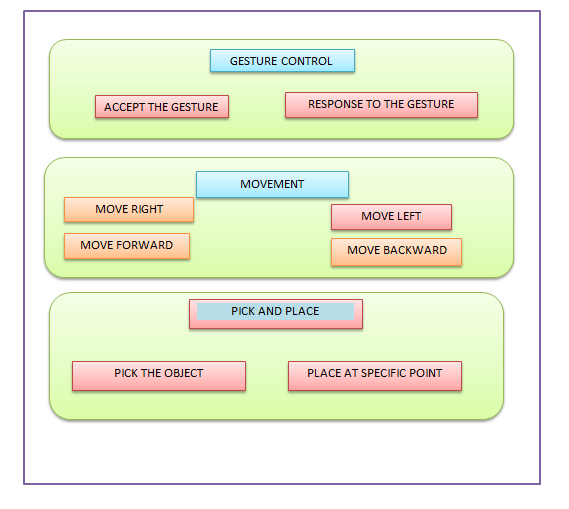 GESTURE CONTROL
ACCEPT THE GESTURE
RESPONSE TO THE GESTURE
MOVEMENT
MOVE RIGHT
MOVE LEFT
MOVE FORWARD
MOVE BACKWARD
PICK AND PLACE
PICK THE OBJECT
PLACE AT SPECIFIC POINT